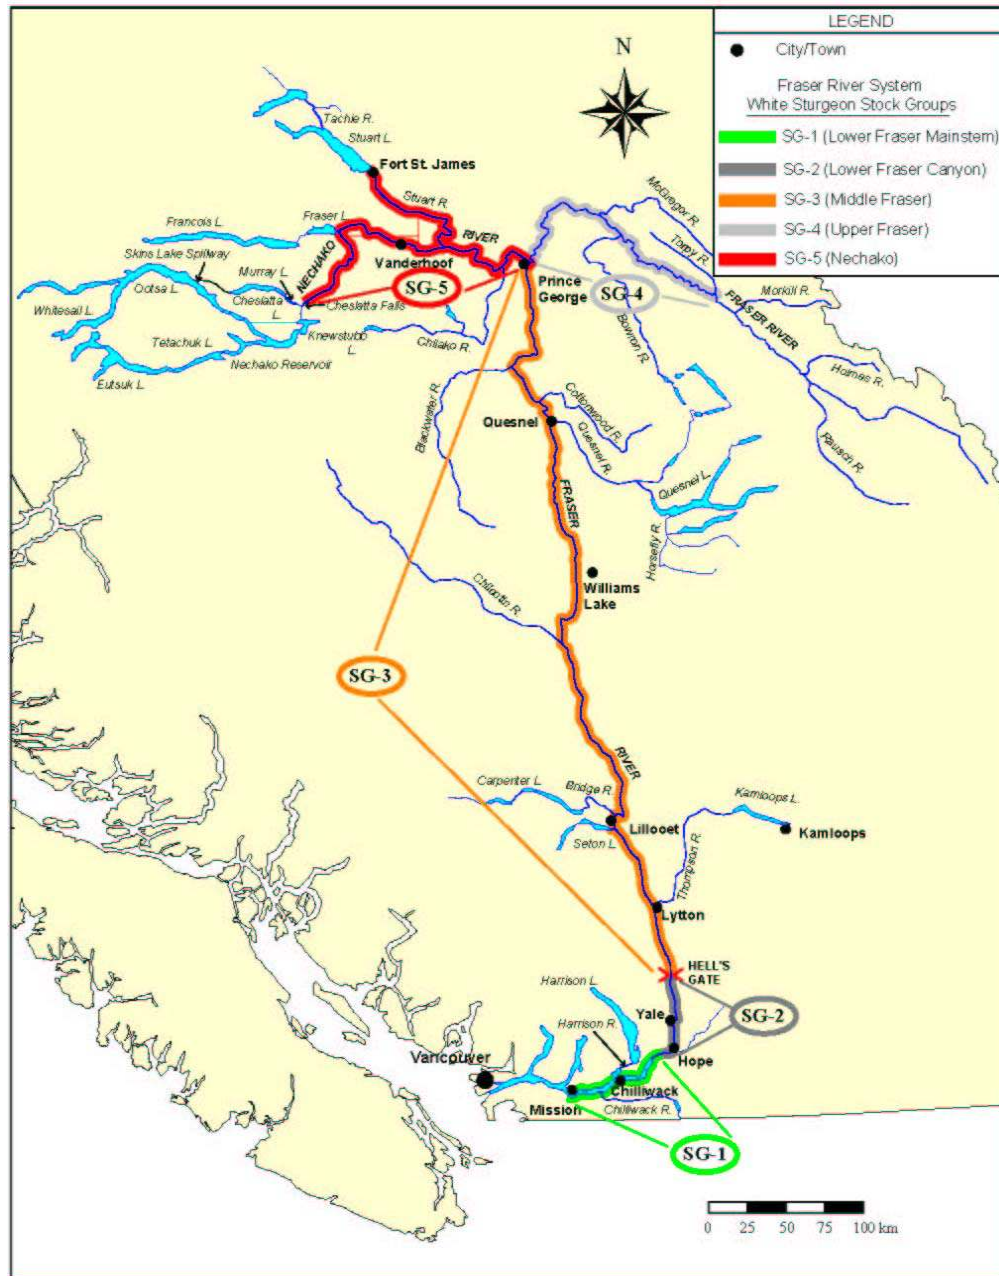 LEGEND
City/Town
Fraser River System
White Sturgeon Stock Groups
SG-1 (Lower Fraser Mainstem)
SG-2 (Lower Fraser Canyon)
SG-3 (Middle Fraser)
SG-4 (Upper Fraser)
SG-5 (Nechako)
N
Tachie R.
Stuart L.
Fort St. James
Stuart R.
McGregor R.
Francois L.
Fraser L.
RIVER
Torpy R.
Skins Lake Spillway
NECHAKO
Vanderhoof
Murray L.
Ootsa L.
SG-5
Prince
George
SG-4
Morkill R.
Cheslatta
L.
Cheslatta Falls
Whitesail L.
FRASER RIVER
Knewstubb
L.
Chilako R.
Bowron R.
Tetachuk L.
Nechako Reservoir
Holmes R.
Eutsuk L.
Blackwater R.
Cottonwood R.
Quesnel
Quesnel R.
Rausch R.
Quesnel L.
FRASER
Horsefly R.
Chilcotin R.
Williams
Lake
SG-3
RIVER
Carpenter L.
Bridge R.
Kamloops L.
Lillooet
Kamloops
Seton L.
Thompson R.
Lytton
HELL'S
GATE
Harrison L.
Yale
SG-2
Harrison R.
Hope
Vancouver
Chilliwack
Mission
Chilliwack R.
SG-1
0 25 50 75 100 km